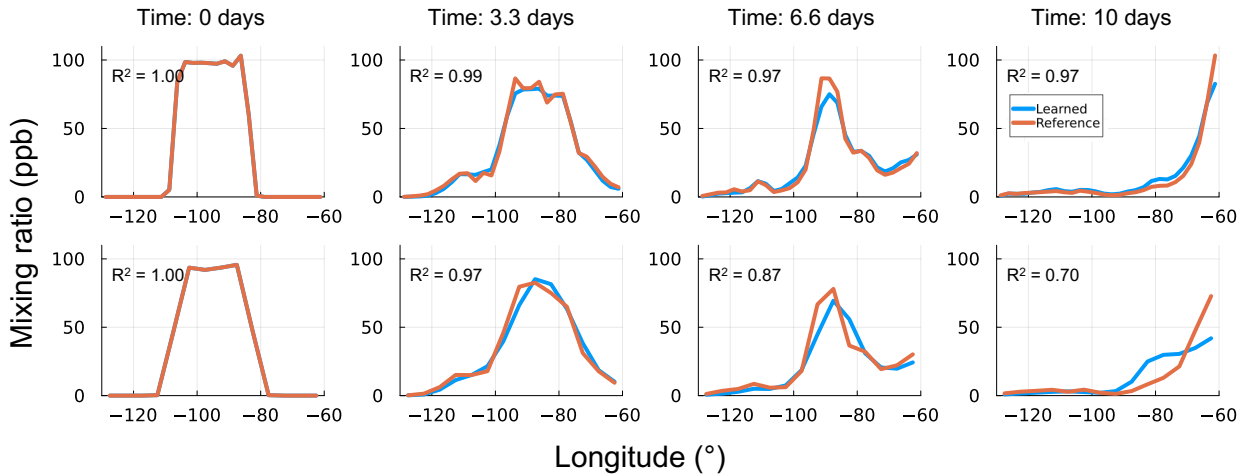 Time: 0 days
Time: 3.3 days
Time: 6.6 days
Time: 10 days
Mixing ratio (ppb)
100
50
0
R² = 1.00
−120 −100 −80 −60
100
50
0
R² = 0.99
−120 −100 −80 −60
100
50
0
R² = 0.97
−120 −100 −80 −60
100
50
0
R² = 0.97
Learned
Reference
−120 −100 −80 −60
100
50
0
R² = 1.00
−120 −100 −80 −60
100
50
0
R² = 0.97
−120 −100 −80 −60
100
50
0
R² = 0.87
−120 −100 −80 −60
100
50
0
R² = 0.70
−120 −100 −80 −60
Longitude (°)